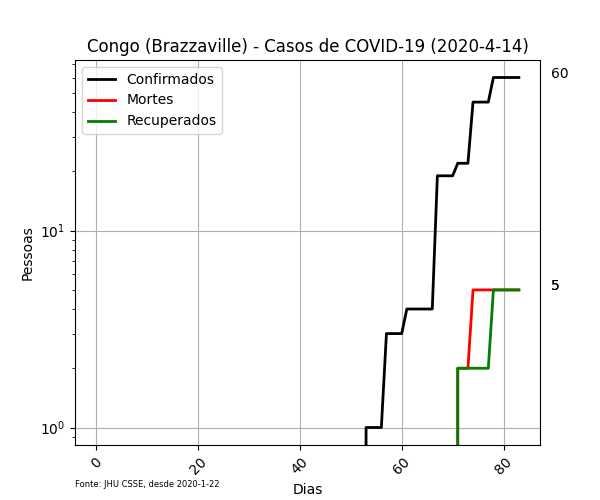 Congo (Brazzaville) - Casos de COVID-19 (2020-4-14)
Confirmados
Mortes
Recuperados
60
5
Pessoas
10¹
10⁰
0 20 40 60 80
Dias
Fonte: JHU CSSE, desde 2020-1-22